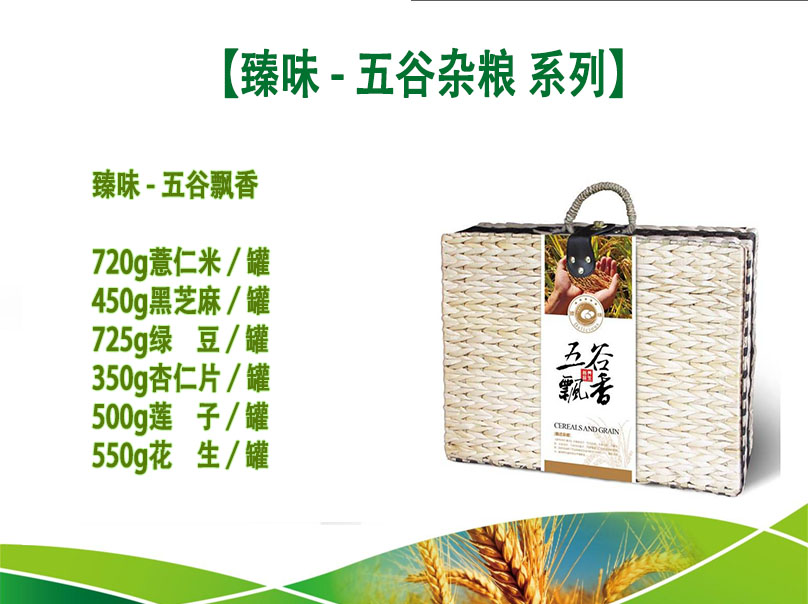 【臻味 - 五谷杂粮 系列】
臻味 - 五谷飘香
720g薏仁米 / 罐
450g黑芝麻 / 罐
725g绿　豆 / 罐
350g杏仁片 / 罐
500g莲　子 / 罐
550g花　生 / 罐
五谷
飄香
CEREALS AND GRAIN